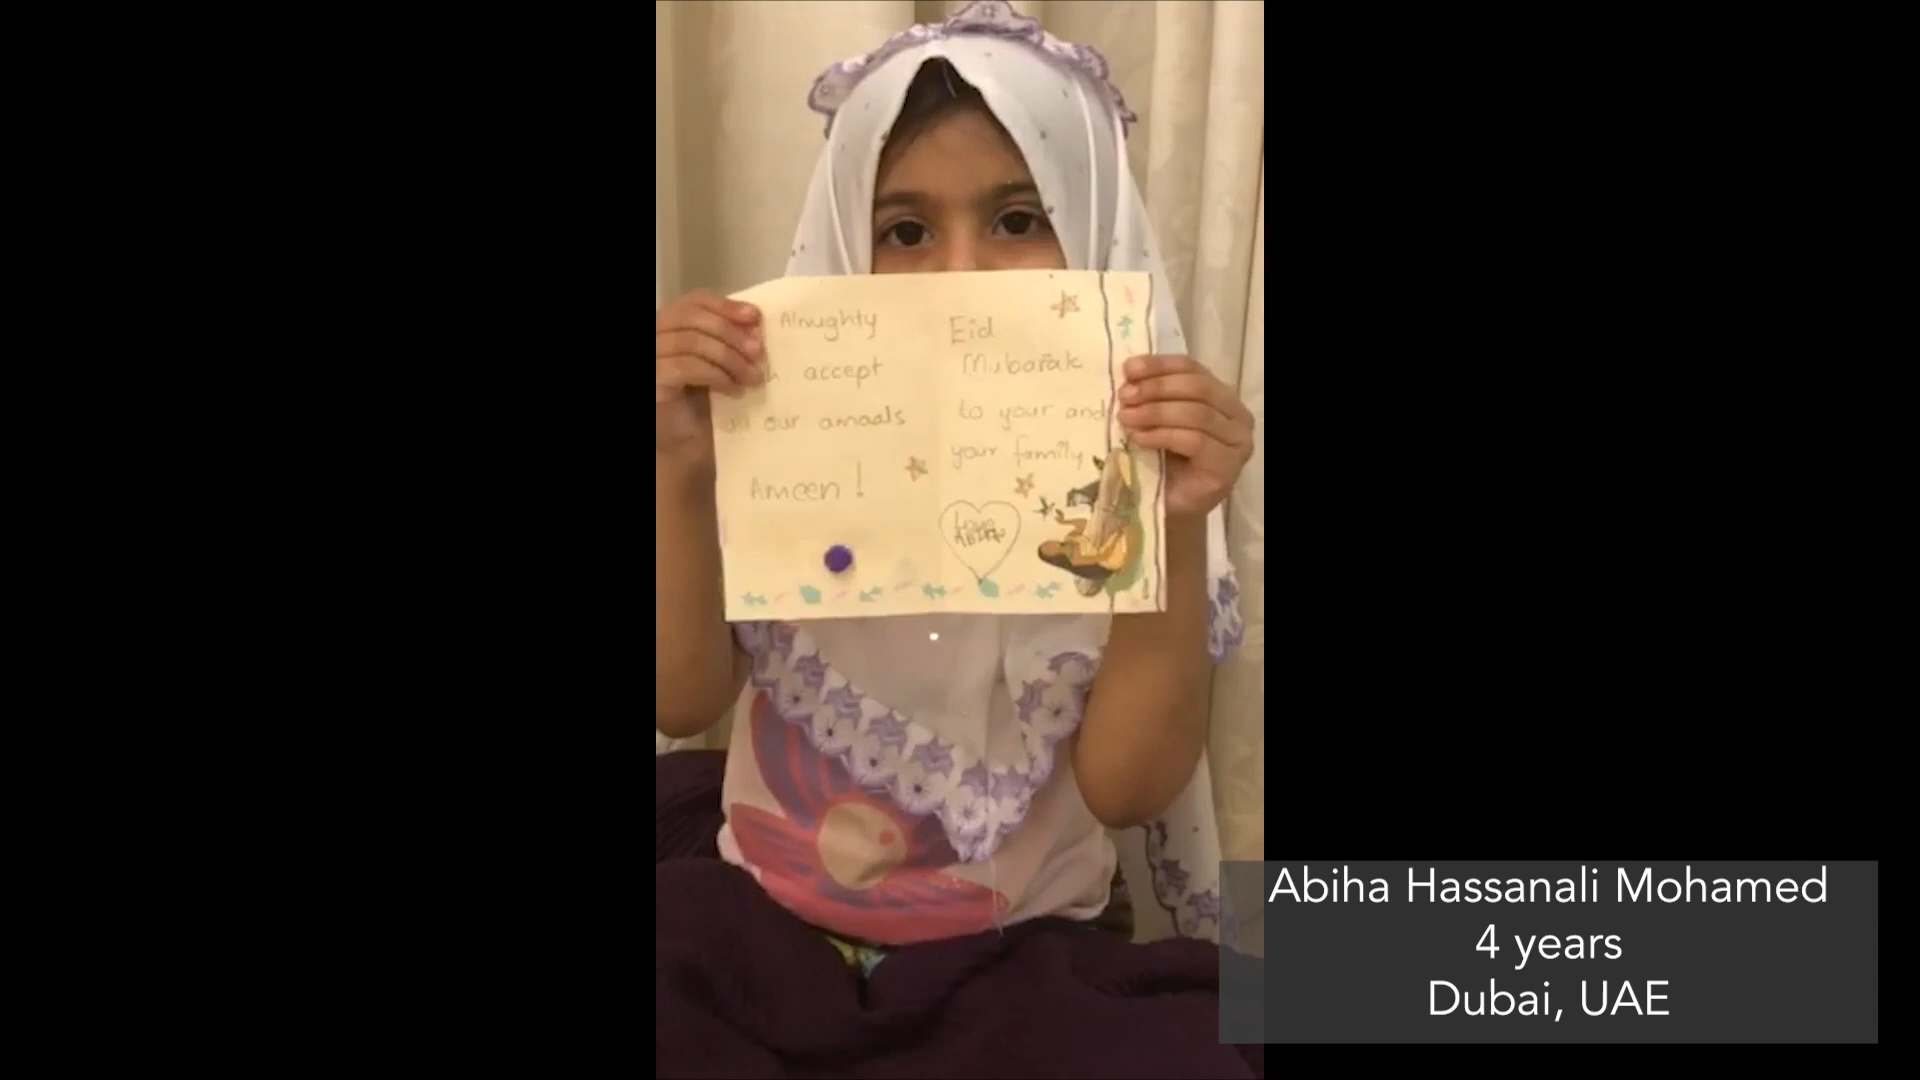 Almighty
accept
our amaals
Ameen!
Eid
Mubarak
to your and
your family
Love
ABIHA
Abiha Hassanali Mohamed
4 years
Dubai, UAE